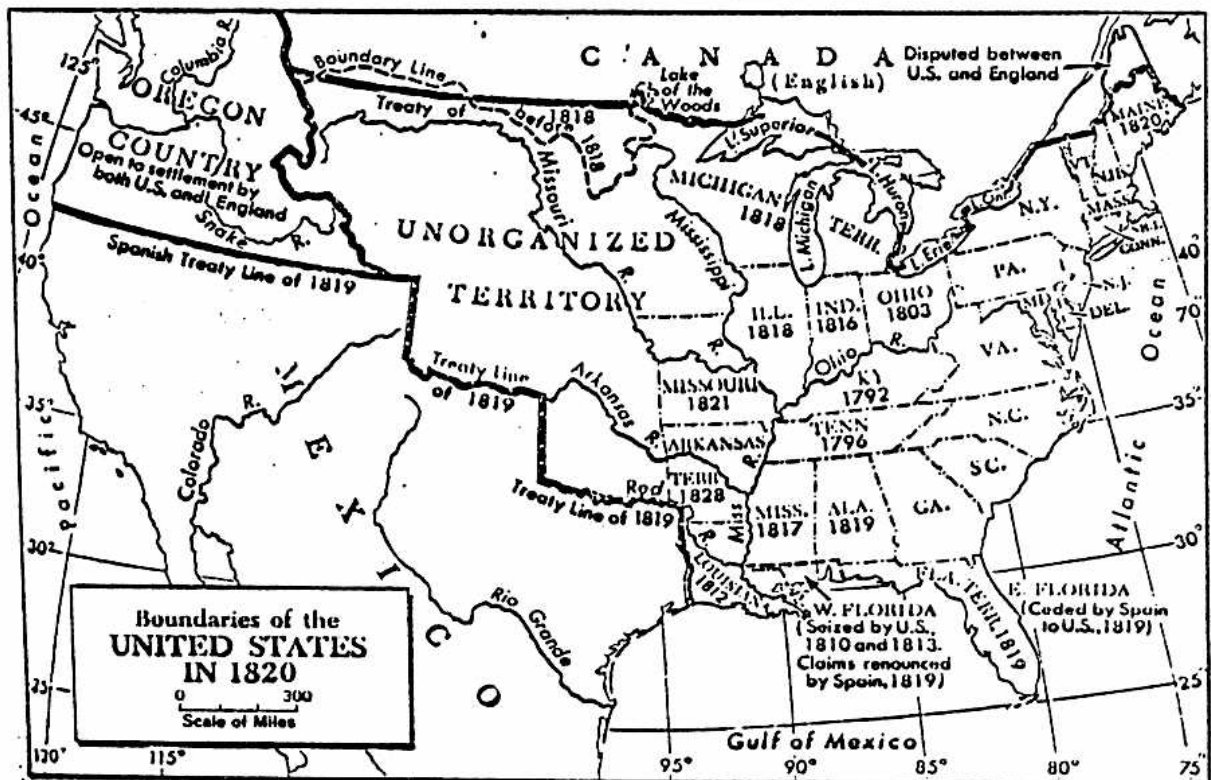 CANADA
(English)
Disputed between
U.S. and England
Columbia R.
125°
OREGON
COUNTRY
Open to settlement by
both U.S. and England
Snake R.
Boundary Line
before
1818
Treaty of 1818
Lake
of the
Woods
L. Superior
MAINE
1820
45°
Ocean
Pacific
Missouri
R.
Mississippi
R.
MICHIGAN
1818
TERR.
L. Michigan
L. Huron
L. Erie
L. Ont.
N.Y.
VT.
N.H.
MASS.
R.I.
CONN.
40°
UNORGANIZED
TERRITORY
Spanish Treaty Line of 1819
40°
ILL.
1818
IND.
1816
OHIO
1803
PA.
MD.
N.J.
DEL.
70°
Ocean
Atlantic
Ohio R.
VA.
Treaty Line
of 1819
Arkansas
R.
MISSOURI
1821
KY
1792
35°
35°
Colorado
R.
MEXICO
ARKANSAS
TERR
1828
TENN
1796
N.C.
S.C.
Red
R.
Treaty Line of 1819
Miss
R.
MISS.
1817
ALA.
1819
GA.
30°
30°
LOUISIANA
1812
FLA. TERR. 1819
E. FLORIDA
(Ceded by Spain
to U.S., 1819)
W. FLORIDA
(Seized by U.S.,
1810 and 1813.
Claims renounced
by Spain, 1819)
Rio Grande
Boundaries of the
UNITED STATES
IN 1820
0 300
Scale of Miles
25°
25°
Gulf of Mexico
120°
115°
95°
90°
85°
80°
75°